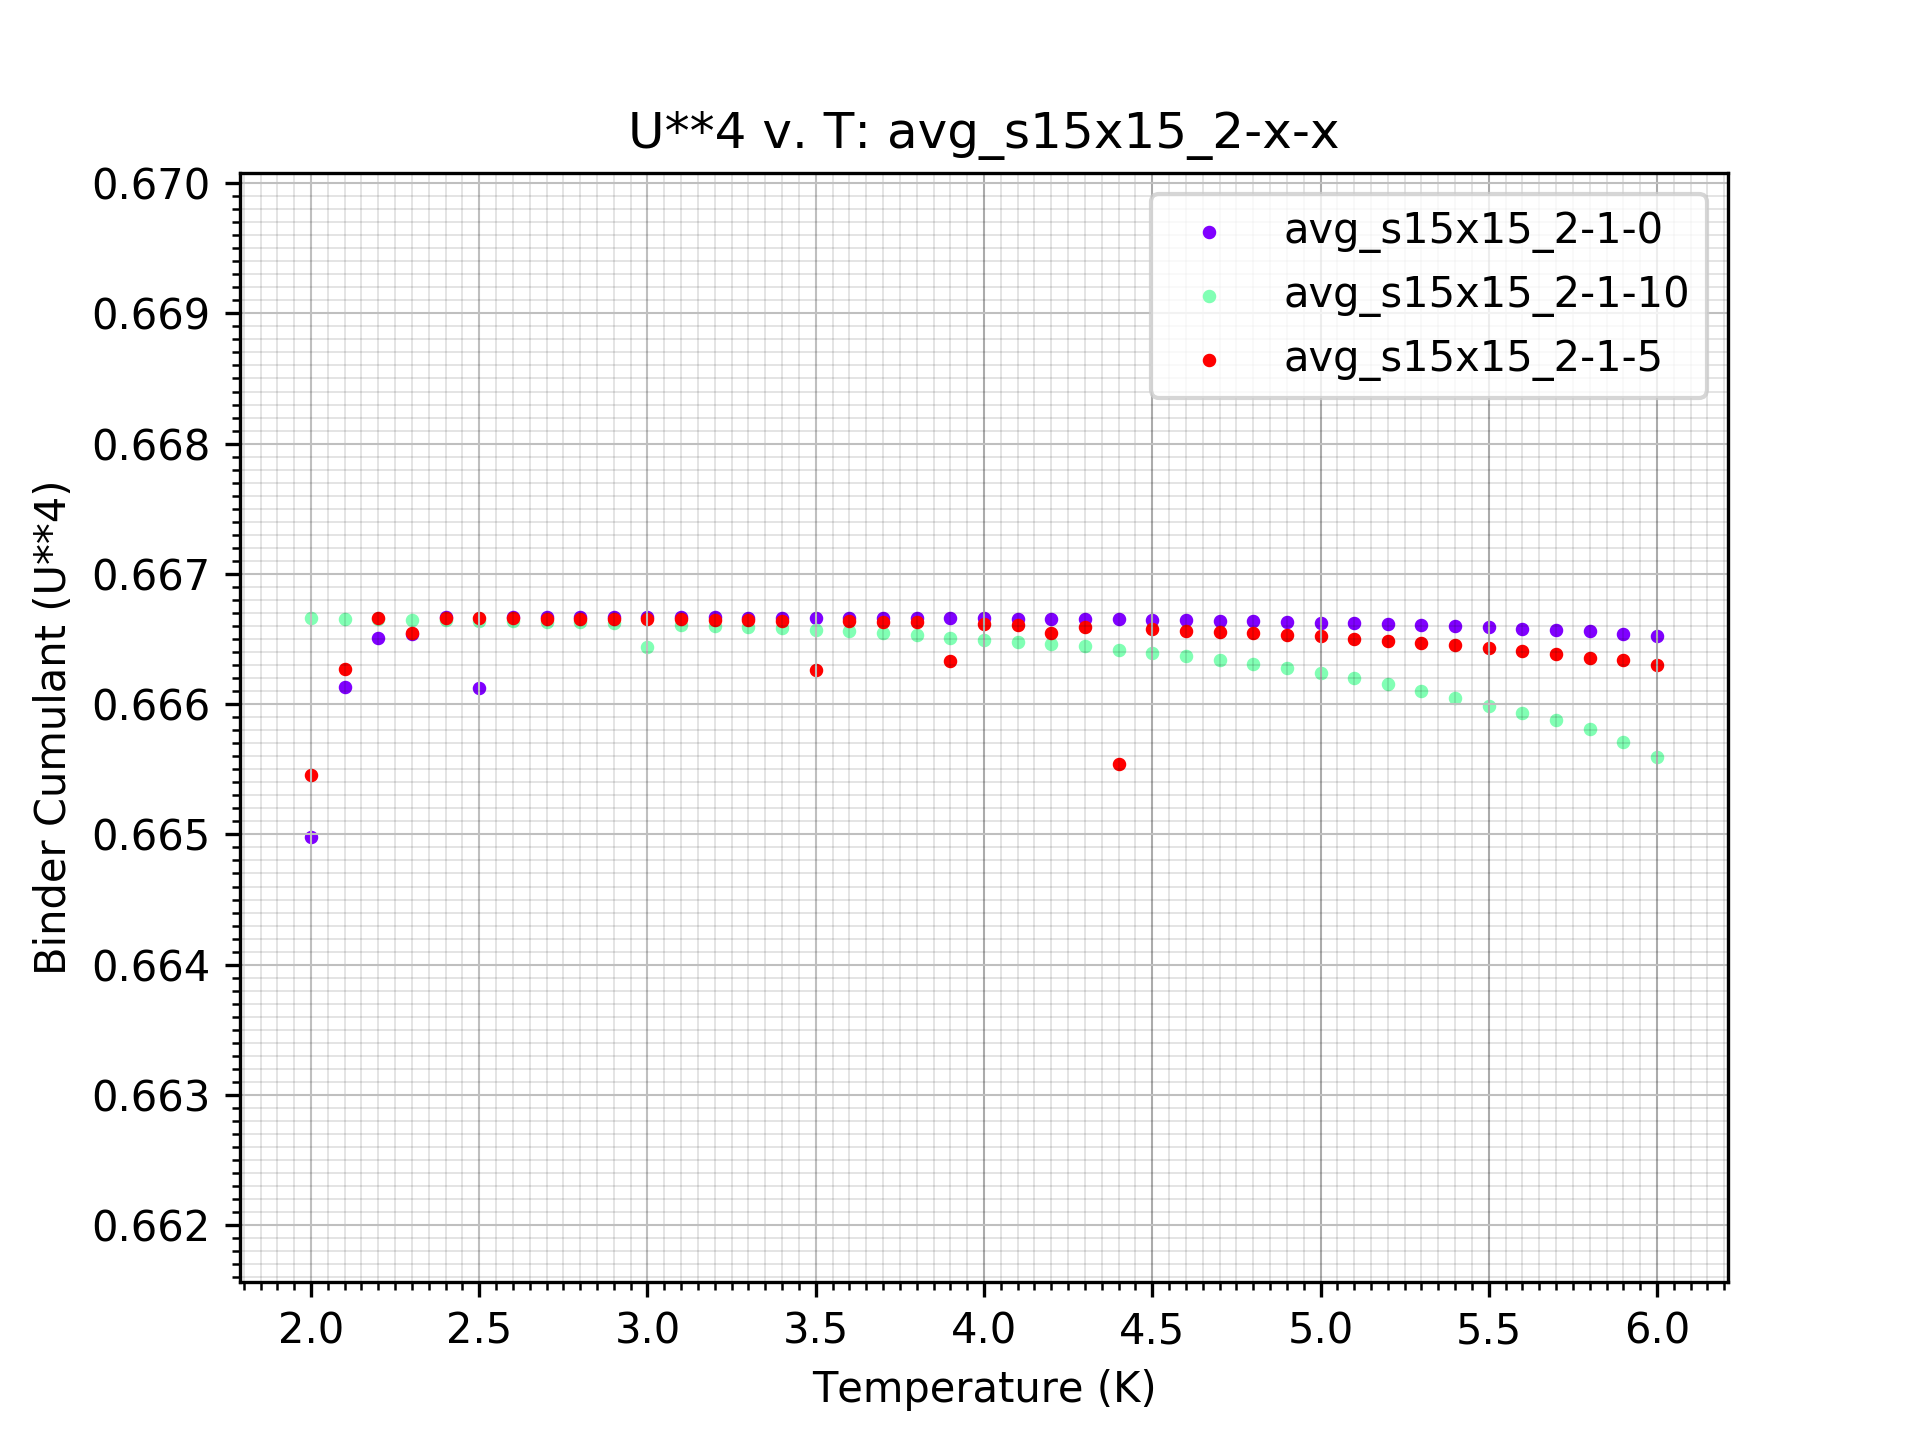 U**4 v. T: avg_s15x15_2-x-x
0.670
0.669
0.668
0.667
0.666
0.665
0.664
0.663
0.662
Binder Cumulant (U**4)
avg_s15x15_2-1-0
avg_s15x15_2-1-10
avg_s15x15_2-1-5
2.0 2.5 3.0 3.5 4.0 4.5 5.0 5.5 6.0
Temperature (K)